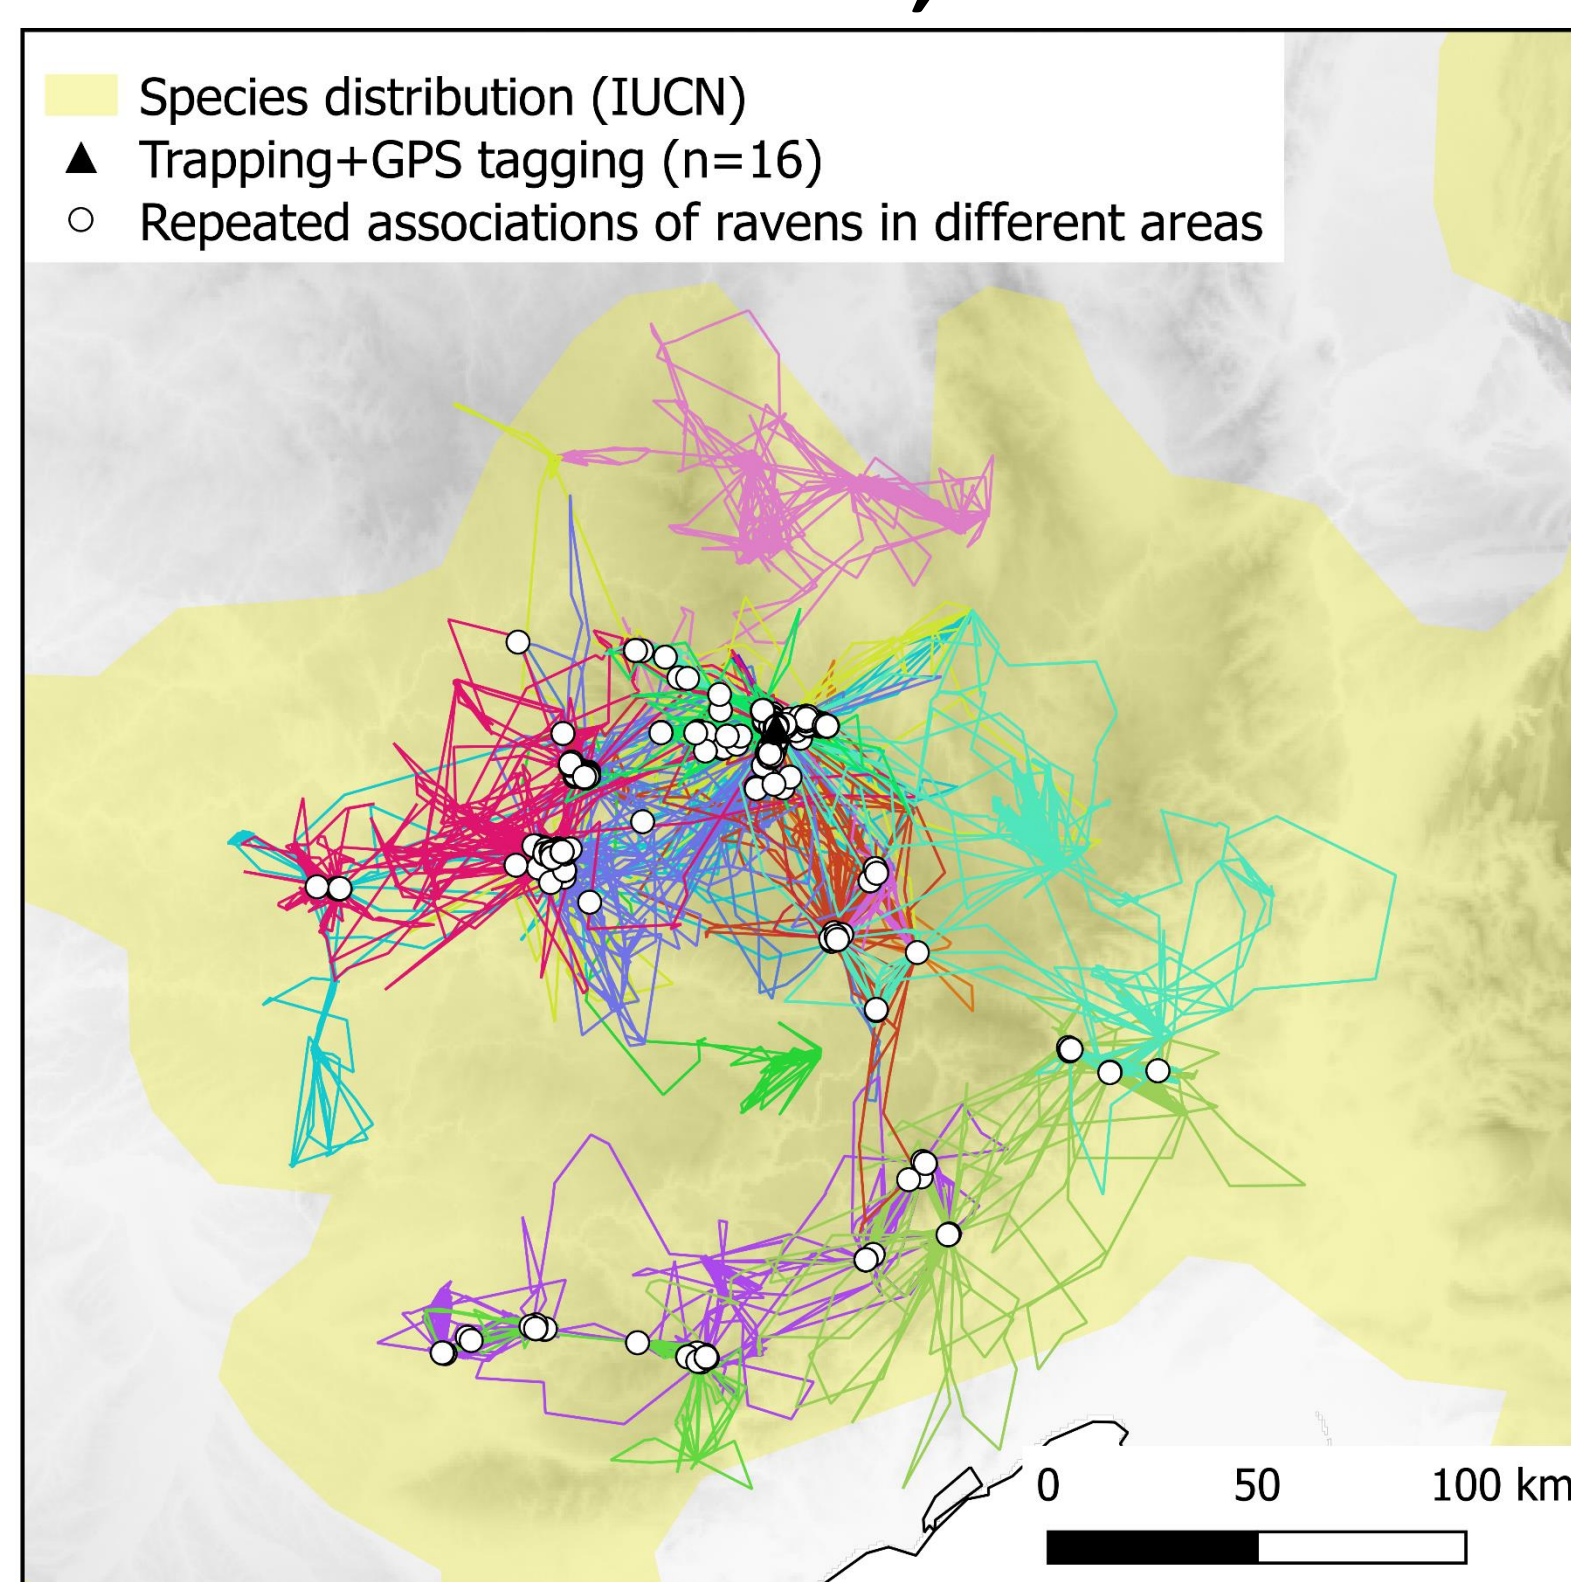 Species distribution (IUCN)
Trapping+GPS tagging (n=16)
Repeated associations of ravens in different areas
0 50 100 km